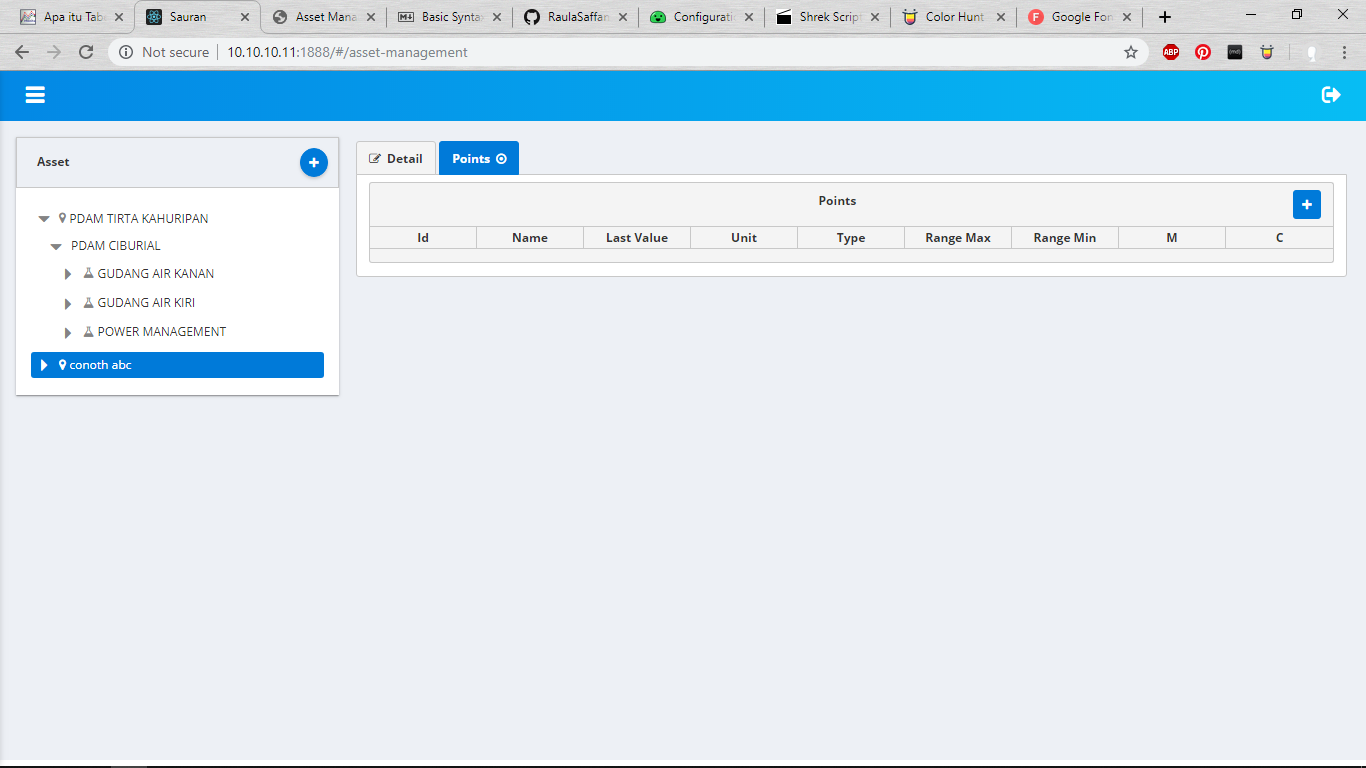 Apa itu Tab
Sauran
Asset Mana
Basic Synta
RaulaSaffan
Configurati
Shrek Script
Color Hunt
Google Fon
Not secure
10.10.10.11:1888/#/asset-management
ABP
Asset
PDAM TIRTA KAHURIPAN
PDAM CIBURIAL
GUDANG AIR KANAN
GUDANG AIR KIRI
POWER MANAGEMENT
conoth abc
Detail
Points
Points
Id Name Last Value Unit Type Range Max Range Min M C